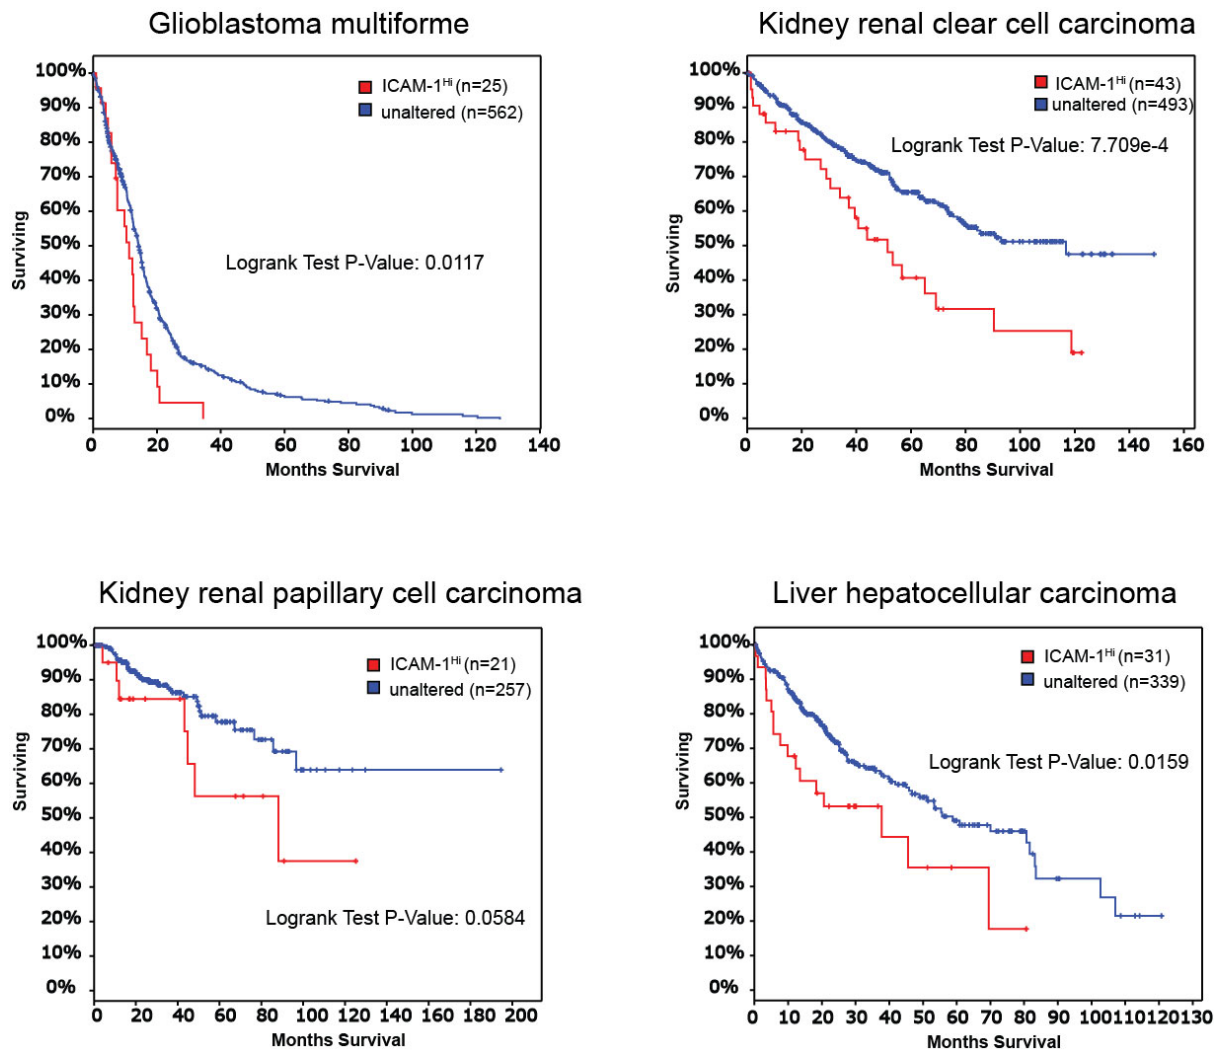 Glioblastoma multiforme
100%
90%
80%
70%
60%
50%
40%
30%
20%
10%
0%
Surviving
ICAM-1Hi (n=25)
unaltered (n=562)
Logrank Test P-Value: 0.0117
0 20 40 60 80 100 120 140
Months Survival
Kidney renal clear cell carcinoma
100%
90%
80%
70%
60%
50%
40%
30%
20%
10%
0%
Surviving
ICAM-1Hi (n=43)
unaltered (n=493)
Logrank Test P-Value: 7.709e-4
0 20 40 60 80 100 120 140 160
Months Survival
Kidney renal papillary cell carcinoma
100%
90%
80%
70%
60%
50%
40%
30%
20%
10%
0%
Surviving
ICAM-1Hi (n=21)
unaltered (n=257)
Logrank Test P-Value: 0.0584
0 20 40 60 80 100 120 140 160 180 200
Months Survival
Liver hepatocellular carcinoma
100%
90%
80%
70%
60%
50%
40%
30%
20%
10%
0%
Surviving
ICAM-1Hi (n=31)
unaltered (n=339)
Logrank Test P-Value: 0.0159
0 10 20 30 40 50 60 70 80 90 100110120130
Months Survival